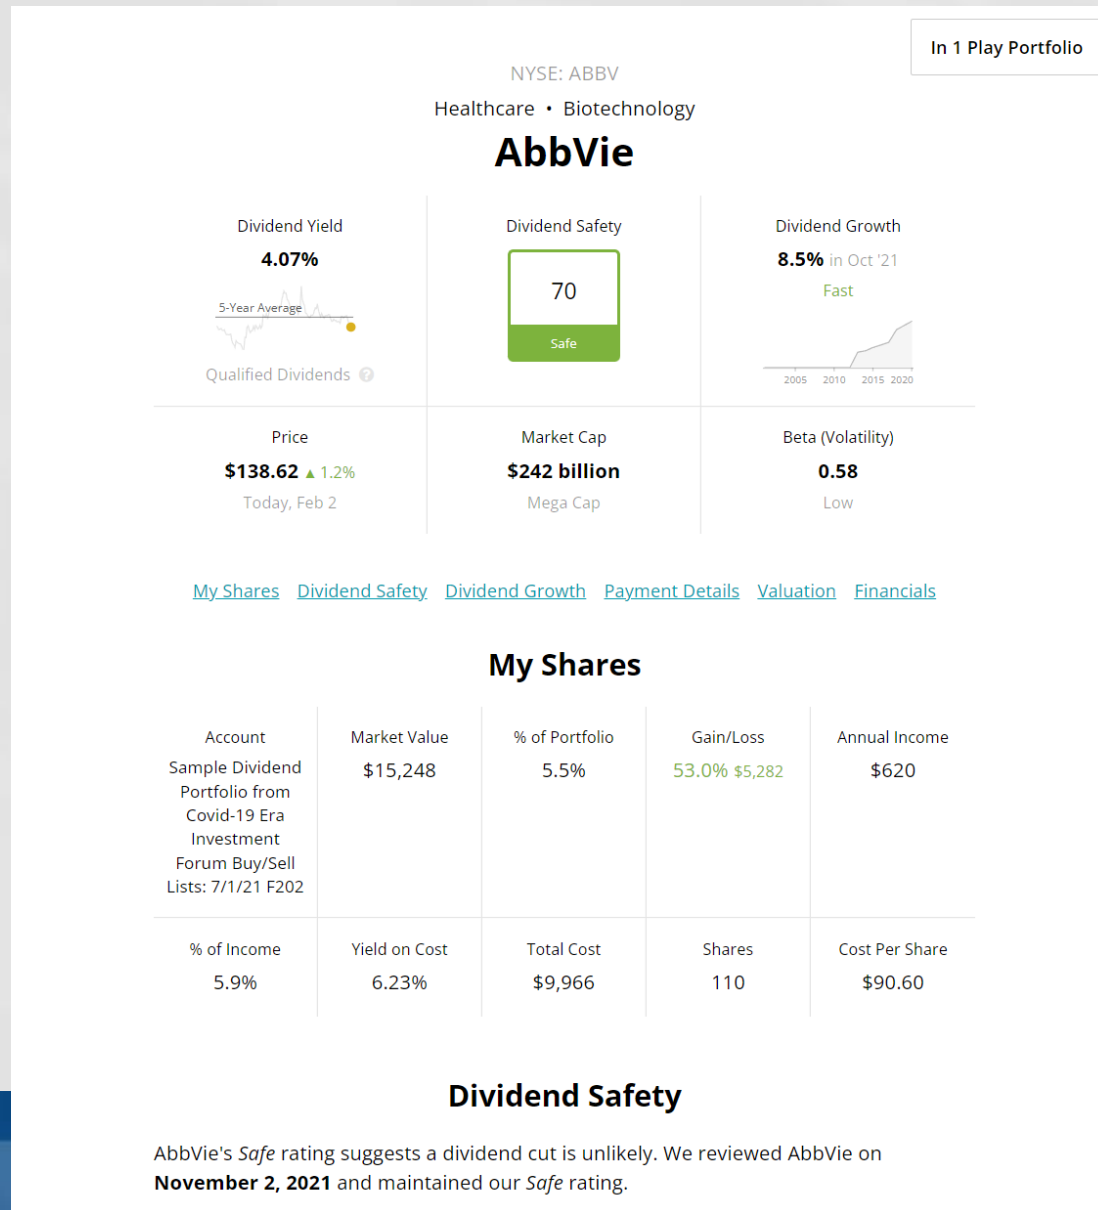 In 1 Play Portfolio
NYSE: ABBV
Healthcare • Biotechnology
AbbVie
Dividend Yield
4.07%
5-Year Average
Qualified Dividends ?
Dividend Safety
70
Safe
Dividend Growth
8.5% in Oct '21
Fast
2005 2010 2015 2020
Price
$138.62 ▲ 1.2%
Today, Feb 2
Market Cap
$242 billion
Mega Cap
Beta (Volatility)
0.58
Low
My Shares Dividend Safety Dividend Growth Payment Details Valuation Financials
My Shares
Account
Sample Dividend
Portfolio from
Covid-19 Era
Investment
Forum Buy/Sell
Lists: 7/1/21 F202
Market Value
$15,248
% of Portfolio
5.5%
Gain/Loss
53.0% $5,282
Annual Income
$620
% of Income
5.9%
Yield on Cost
6.23%
Total Cost
$9,966
Shares
110
Cost Per Share
$90.60
Dividend Safety
AbbVie's Safe rating suggests a dividend cut is unlikely. We reviewed AbbVie on
November 2, 2021 and maintained our Safe rating.